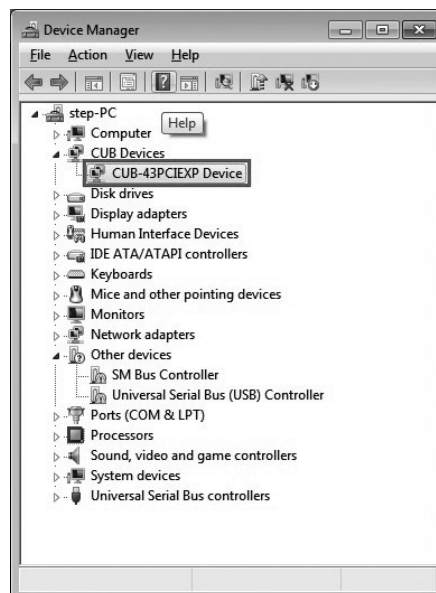 Device Manager
File Action View Help
Help
step-PC
Computer
CUB Devices
CUB-43PCIEXP Device
Disk drives
Display adapters
Human Interface Devices
IDE ATA/ATAPI controllers
Keyboards
Mice and other pointing devices
Monitors
Network adapters
Other devices
SM Bus Controller
Universal Serial Bus (USB) Controller
Ports (COM & LPT)
Processors
Sound, video and game controllers
System devices
Universal Serial Bus controllers